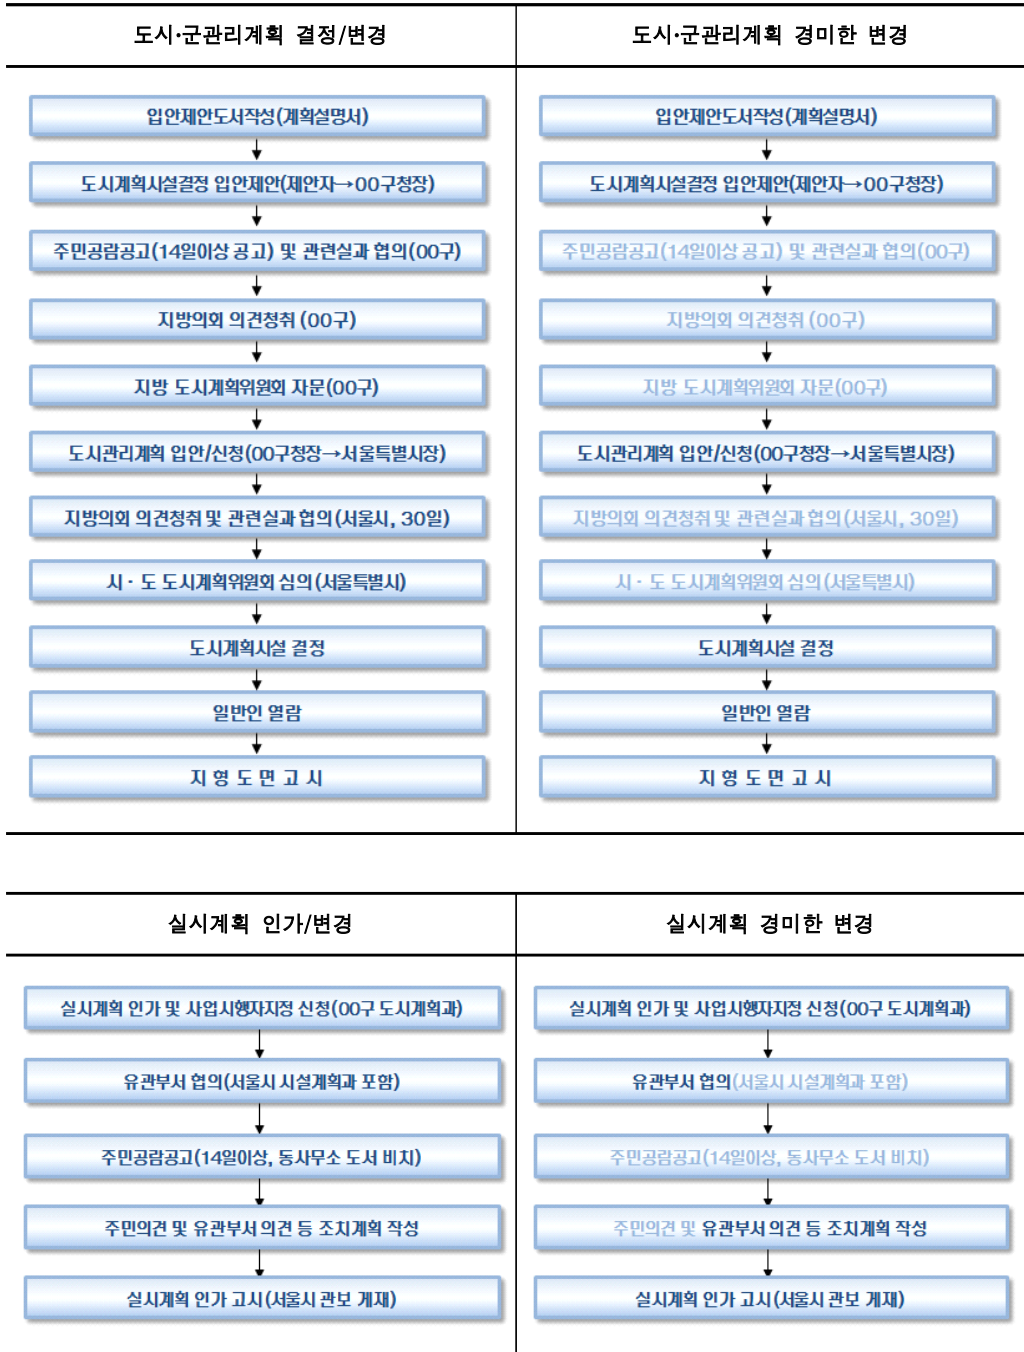 도시·군관리계획 결정/변경
입안제안도서작성(계획설명서)
도시계획시설결정 입안제안(제안자→00구청장)
주민공람공고(14일이상 공고) 및 관련실과 협의(00구)
지방의회 의견청취 (00구)
지방 도시계획위원회 자문(00구)
도시관리계획 입안/신청(00구청장→서울특별시장)
지방의회 의견청취 및 관련실과 협의(서울시, 30일)
시 · 도 도시계획위원회 심의(서울특별시)
도시계획시설 결정
일반인 열람
지 형 도 면 고 시
도시·군관리계획 경미한 변경
입안제안도서작성(계획설명서)
도시계획시설결정 입안제안(제안자→00구청장)
주민공람공고(14일이상 공고) 및 관련실과 협의(00구)
지방의회 의견청취 (00구)
지방 도시계획위원회 자문(00구)
도시관리계획 입안/신청(00구청장→서울특별시장)
지방의회 의견청취 및 관련실과 협의(서울시, 30일)
시 · 도 도시계획위원회 심의(서울특별시)
도시계획시설 결정
일반인 열람
지 형 도 면 고 시
실시계획 인가/변경
실시계획 인가 및 사업시행자지정 신청(00구 도시계획과)
유관부서 협의(서울시 시설계획과 포함)
주민공람공고(14일이상, 동사무소 도서 비치)
주민의견 및 유관부서 의견 등 조치계획 작성
실시계획 인가 고시(서울시 관보 게재)
실시계획 경미한 변경
실시계획 인가 및 사업시행자지정 신청(00구 도시계획과)
유관부서 협의(서울시 시설계획과 포함)
주민공람공고(14일이상, 동사무소 도서 비치)
주민의견 및 유관부서 의견 등 조치계획 작성
실시계획 인가 고시(서울시 관보 게재)